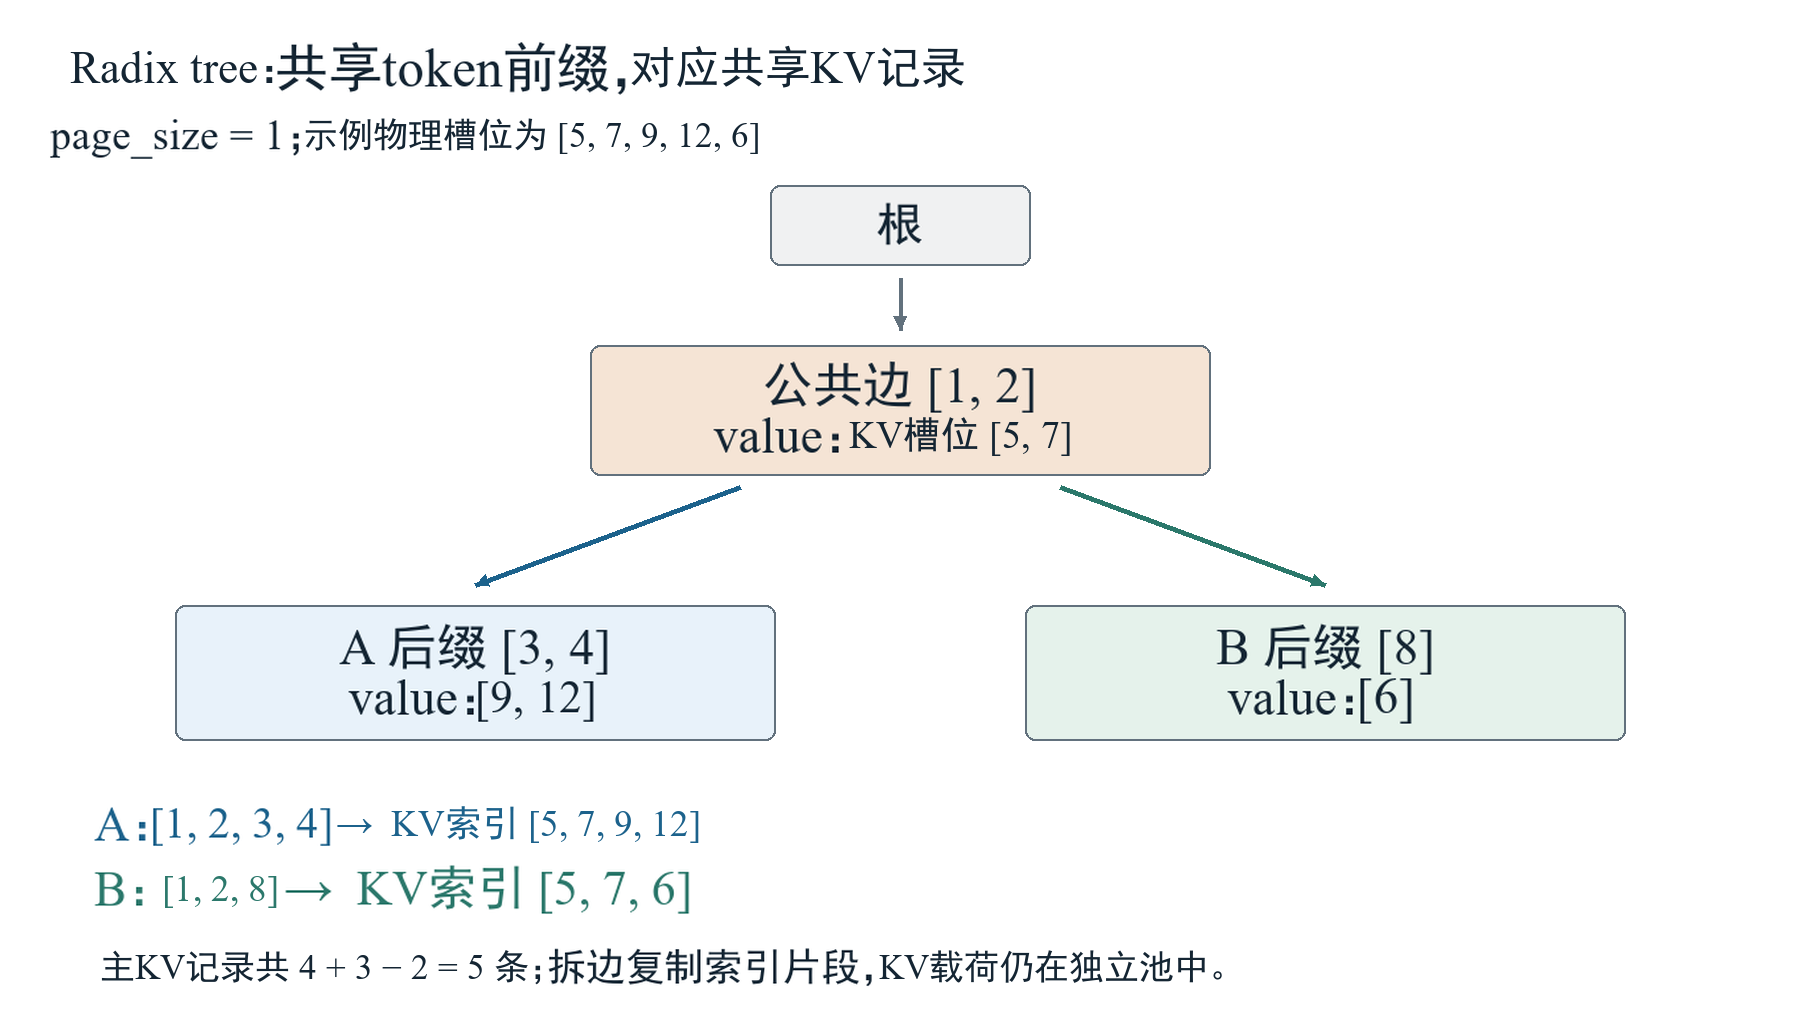 Radix tree:共享token前缀,对应共享KV记录
page_size = 1;示例物理槽位为 [5, 7, 9, 12, 6]
根
公共边 [1, 2]
value:KV槽位 [5, 7]
A 后缀 [3, 4]
value:[9, 12]
B 后缀 [8]
value:[6]
A:[1, 2, 3, 4]→ KV索引 [5, 7, 9, 12]
B: [1, 2, 8]→ KV索引 [5, 7, 6]
主KV记录共 4 + 3 − 2 = 5 条;拆边复制索引片段,KV载荷仍在独立池中。